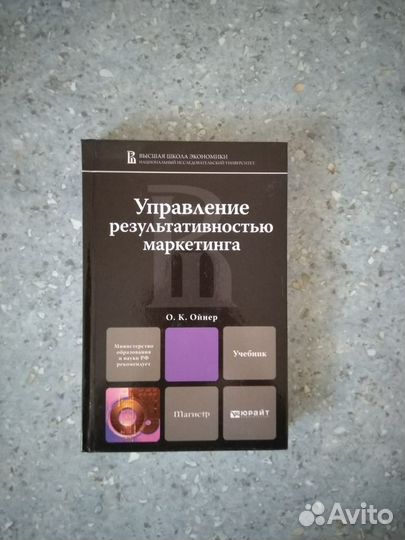 ВЫСШАЯ ШКОЛА ЭКОНОМИКИ
НАЦИОНАЛЬНЫЙ ИССЛЕДОВАТЕЛЬСКИЙ УНИВЕРСИТЕТ
Управление
результативностью
маркетинга
О. К. Ойнер
Министерство
образования
и науки РФ
рекомендует
Учебник
Магистр
юрайт
Avito